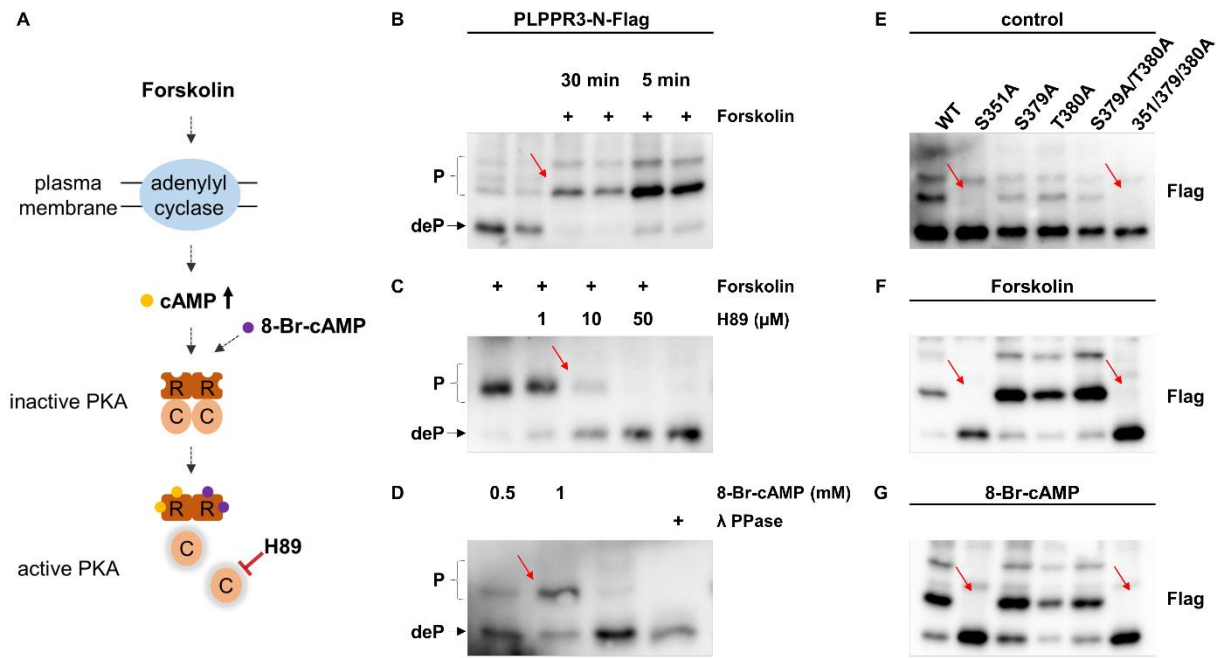 A
Forskolin
plasma
membrane
adenylyl
cyclase
cAMP
8-Br-cAMP
inactive PKA
R R
C C
R R
C
C
H89
active PKA
B
PLPPR3-N-Flag
30 min 5 min
+ + + + Forskolin
P
deP
C
+ + + + Forskolin
1 10 50 H89 (µM)
P
deP
D
0.5 1 8-Br-cAMP (mM)
+ λ PPase
P
deP
E
control
WT
S351A
S379A
T380A
S379A/T380A
351/379/380A
Flag
F
Forskolin
Flag
G
8-Br-cAMP
Flag